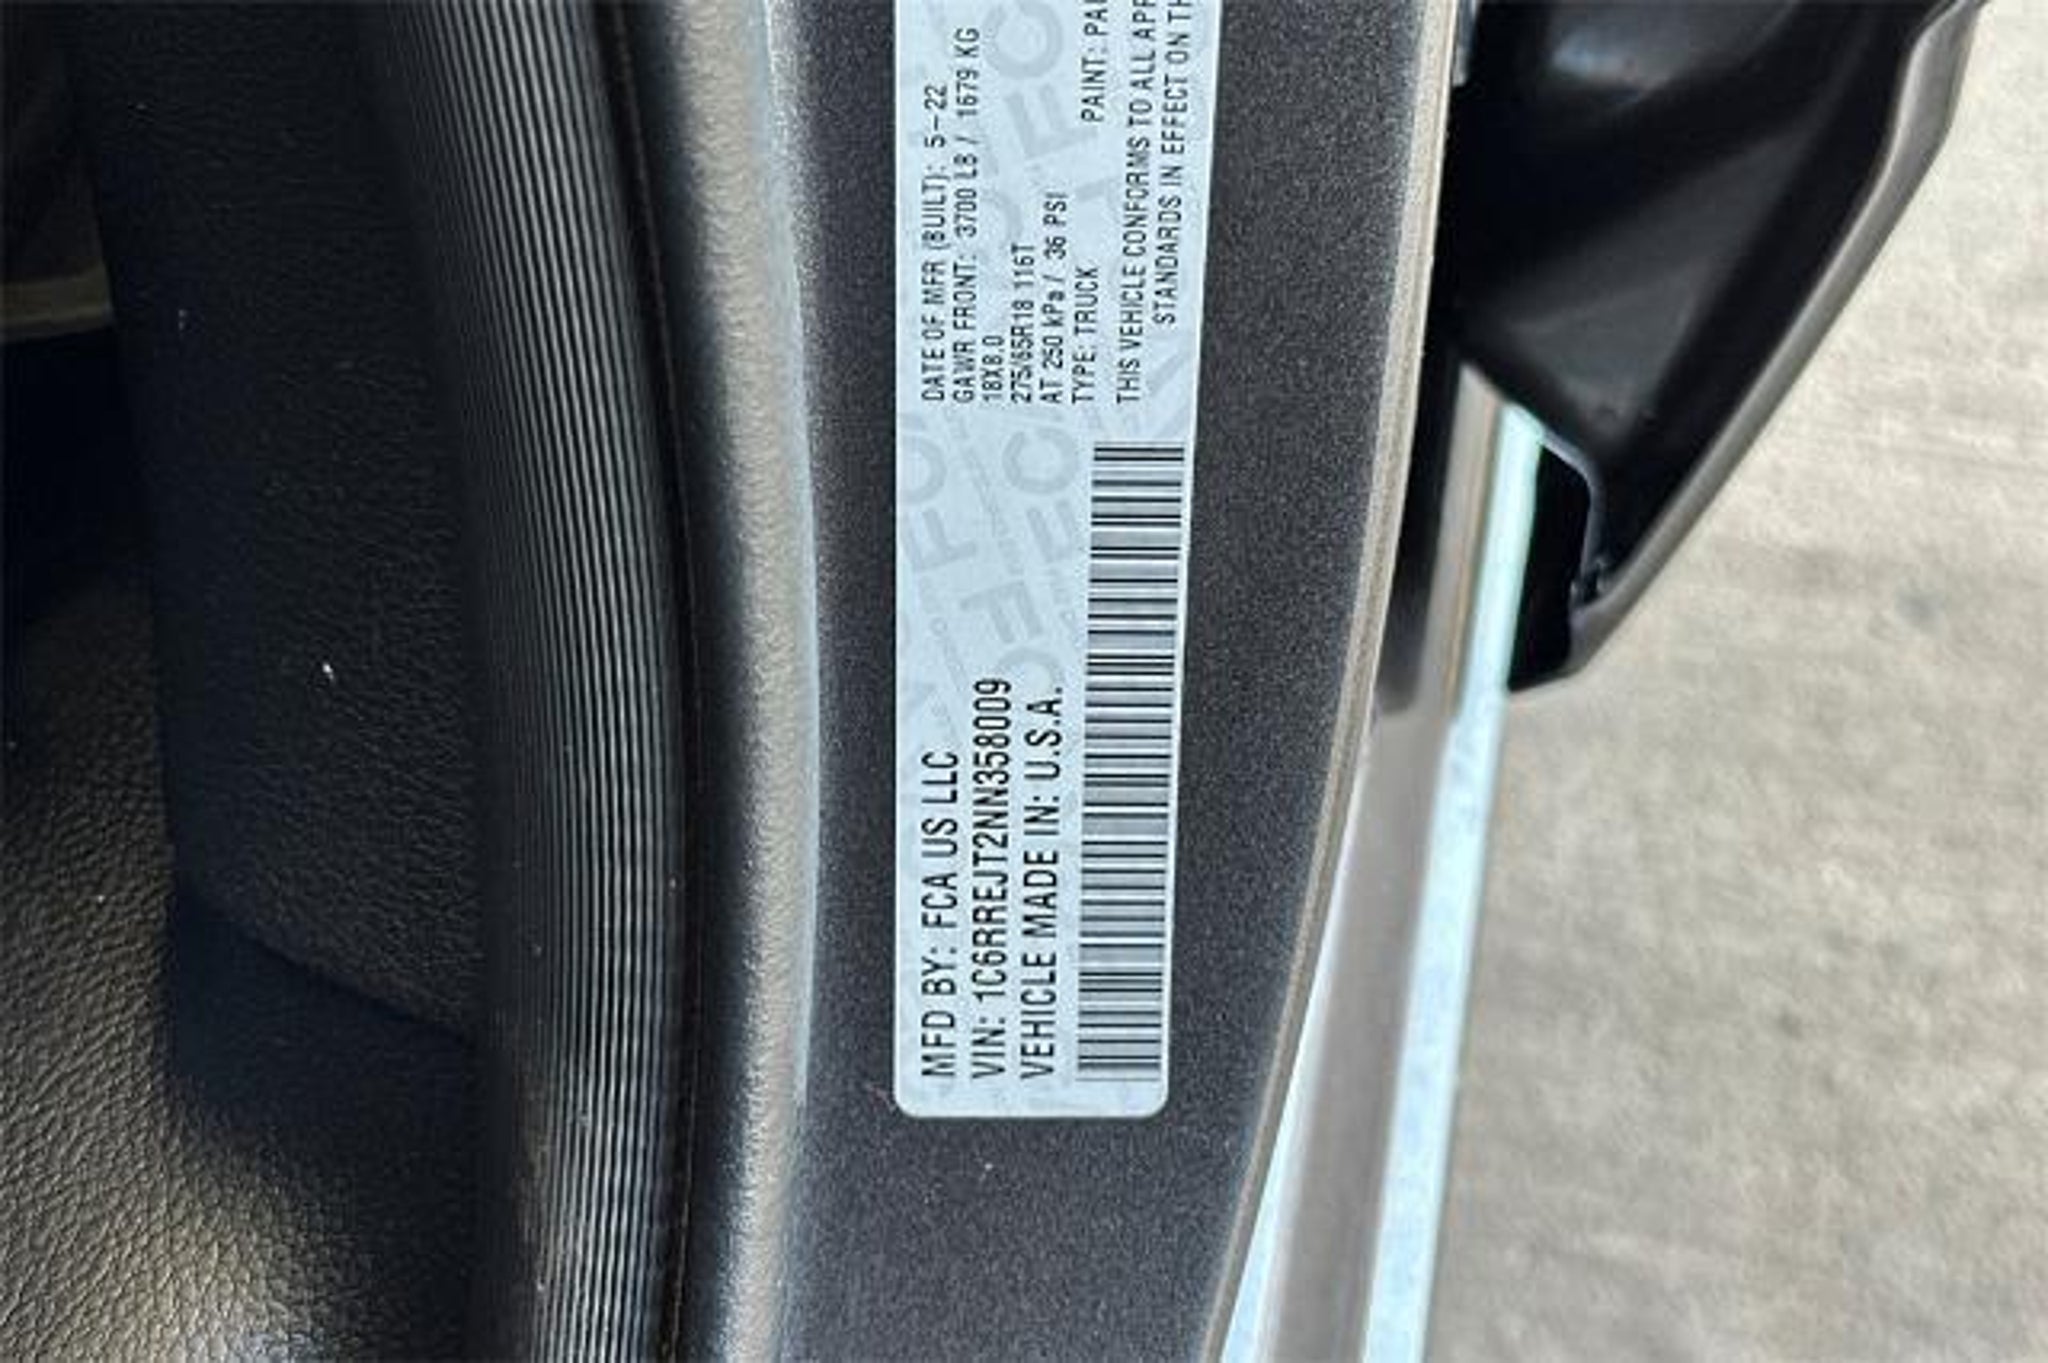 MFD BY: FCA US LLC
VIN: 1C6RREJT2NN358009
VEHICLE MADE IN: U.S.A.
DATE OF MFR (BUILT): 5-22
GAWR FRONT: 3700 LB / 1679 KG
18X8.0
275/65R18 116T
AT 250 kPa / 36 PSI
TYPE: TRUCK
PAINT: PA
THIS VEHICLE CONFORMS TO ALL APP
STANDARDS IN EFFECT ON TH